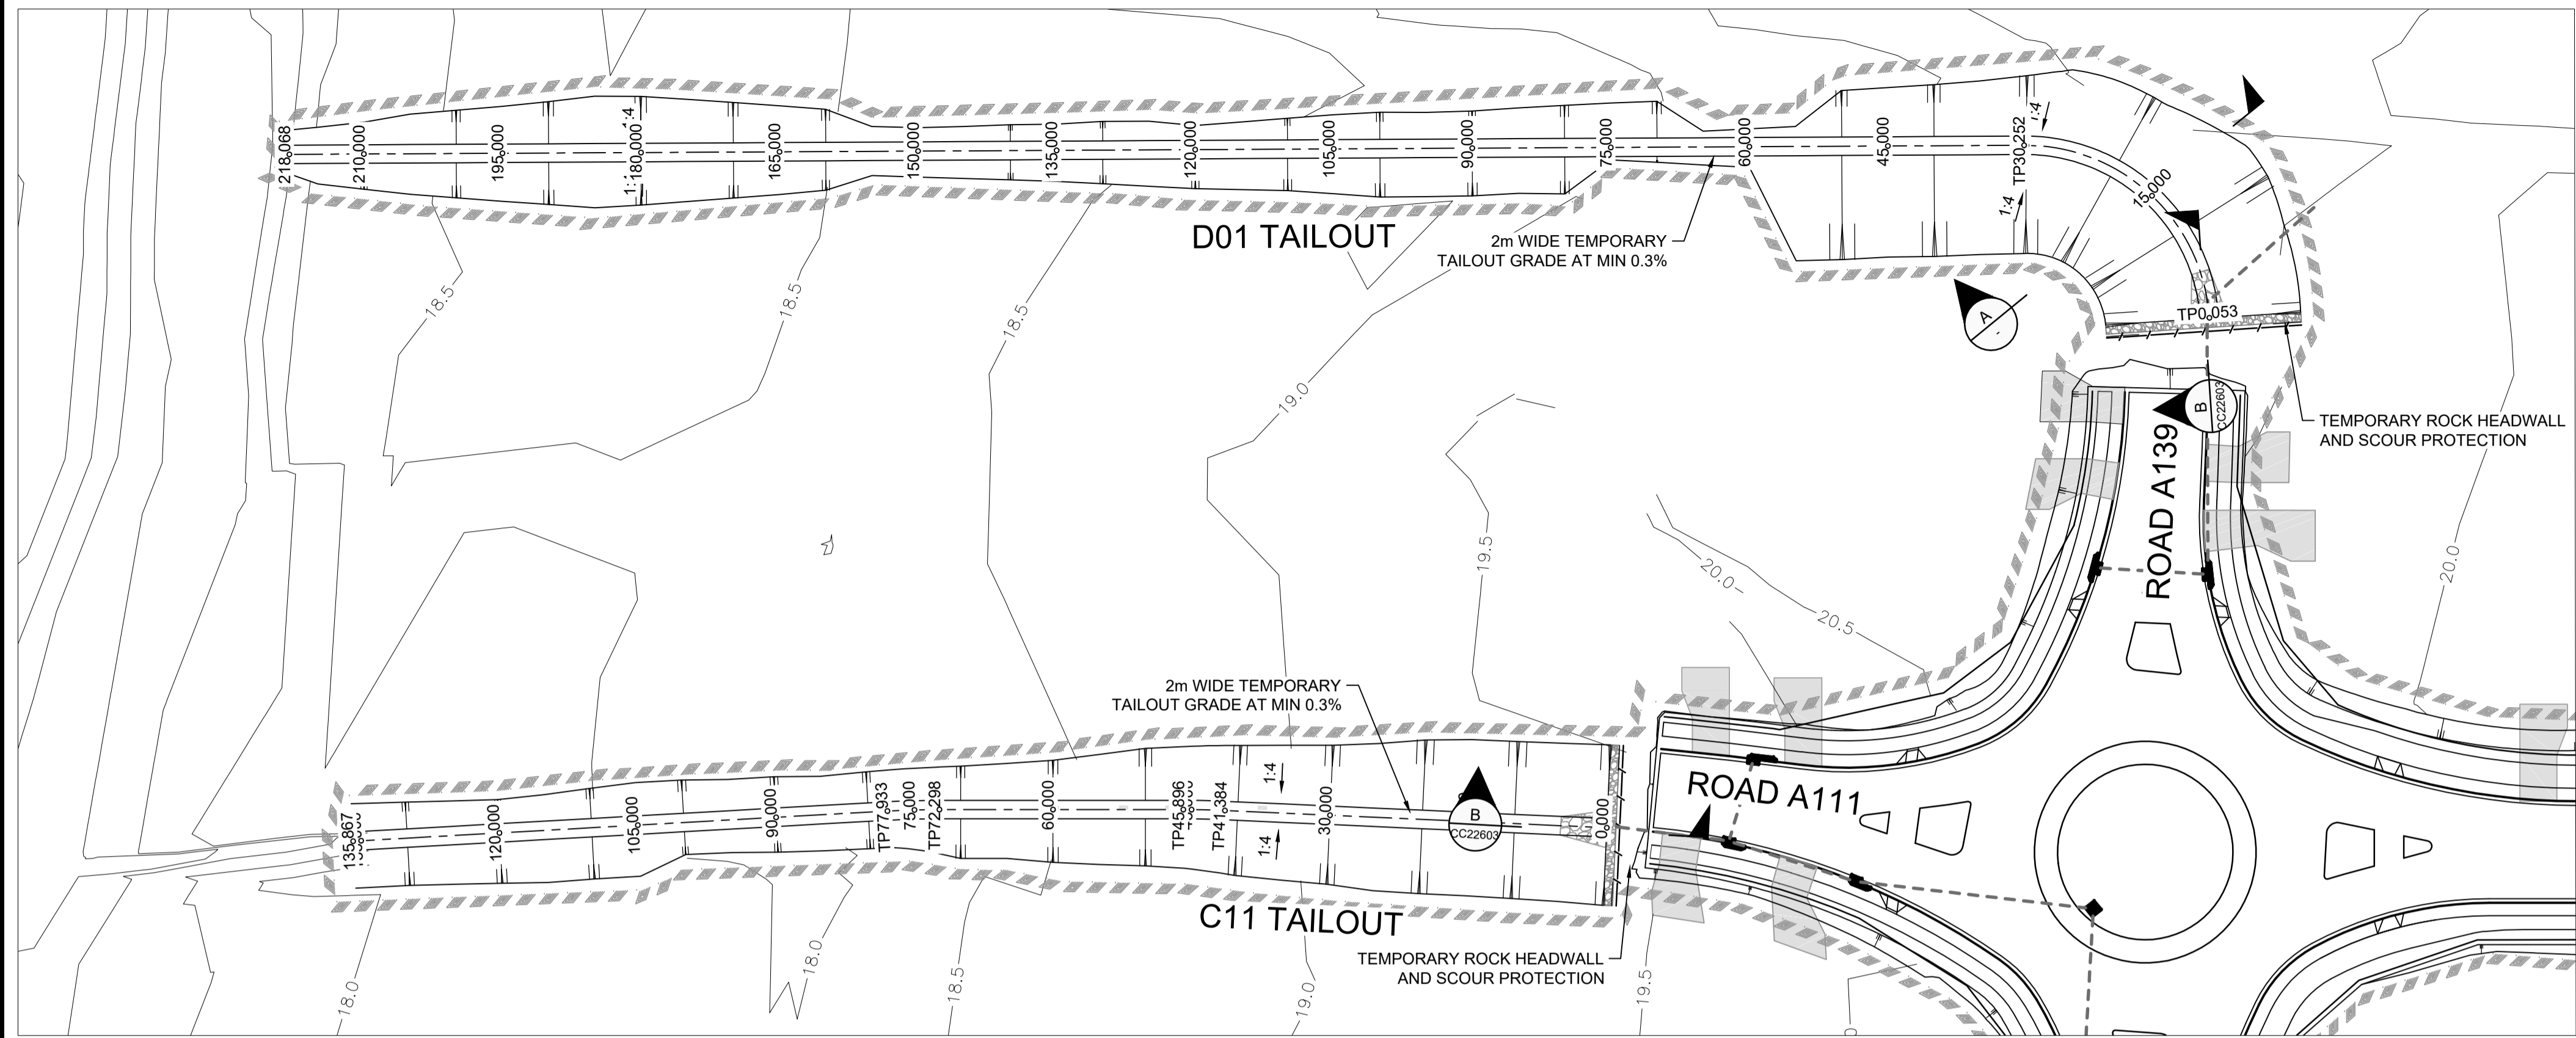 218.068
210.000
195.000
1:4
180.000
165.000
150.000
135.000
120.000
105.000
90.000
75.000
60.000
45.000
TP30.252
1:4
1:4
15.000
TP0.053
D01 TAILOUT
2m WIDE TEMPORARY
TAILOUT GRADE AT MIN 0.3%
18.5
18.5
18.5
19.0
A
-
B
CC22603
TEMPORARY ROCK HEADWALL
AND SCOUR PROTECTION
ROAD A139
19.5
20.0
20.5
20.0
2m WIDE TEMPORARY
TAILOUT GRADE AT MIN 0.3%
135.867
120.000
105.000
90.000
TP77.933
75.000
TP72.298
60.000
TP45.896
TP41.384
1:4
1:4
30.000
B
CC22603
0.000
ROAD A111
C11 TAILOUT
TEMPORARY ROCK HEADWALL
AND SCOUR PROTECTION
18.0
18.0
18.5
19.0
19.5